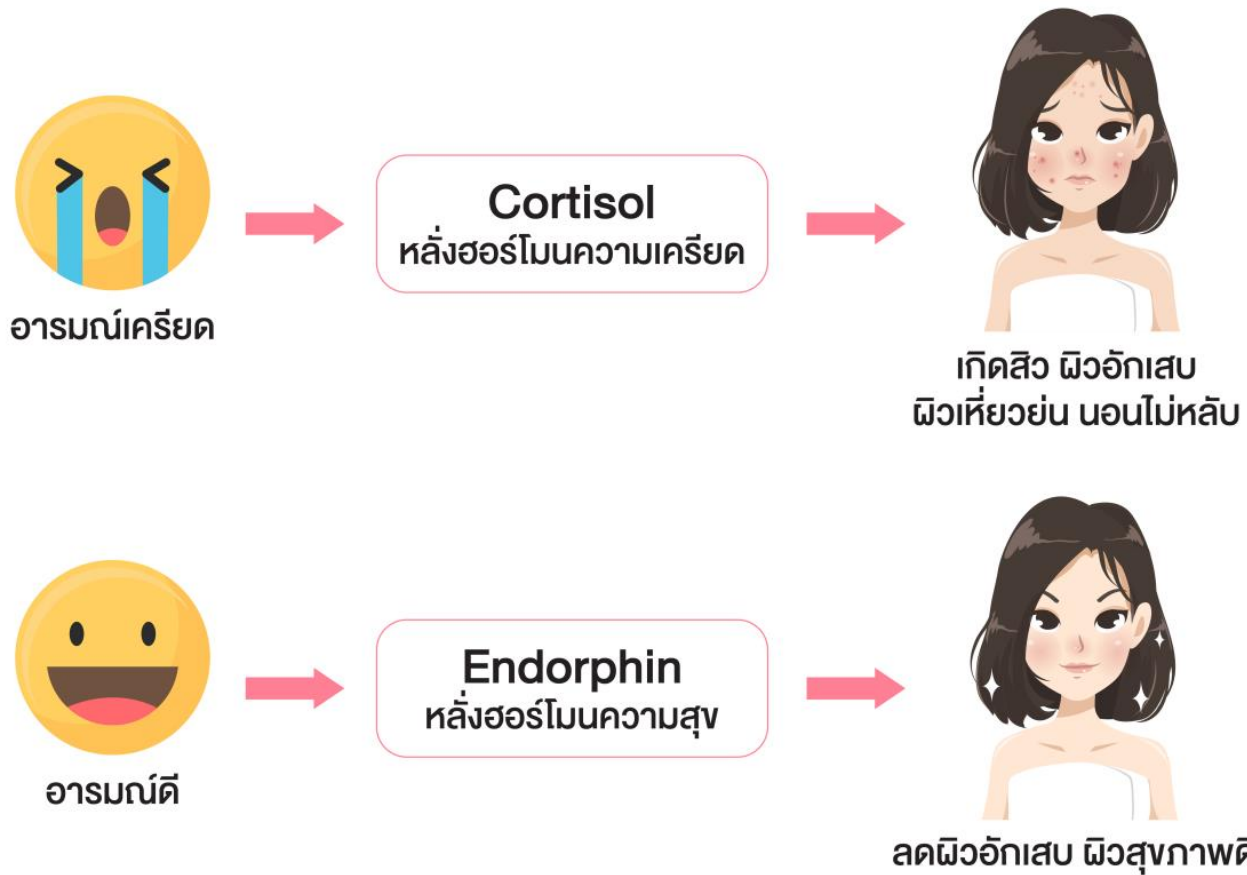 Cortisol
หลั่งฮอร์โมนความเครียด
อารมณ์เครียด
เกิดสิว ผิวอักเสบ
ผิวเหี่ยวย่น นอนไม่หลับ
Endorphin
หลั่งฮอร์โมนความสุข
อารมณ์ดี
ลดผิวอักเสบ ผิวสุขภาพดี